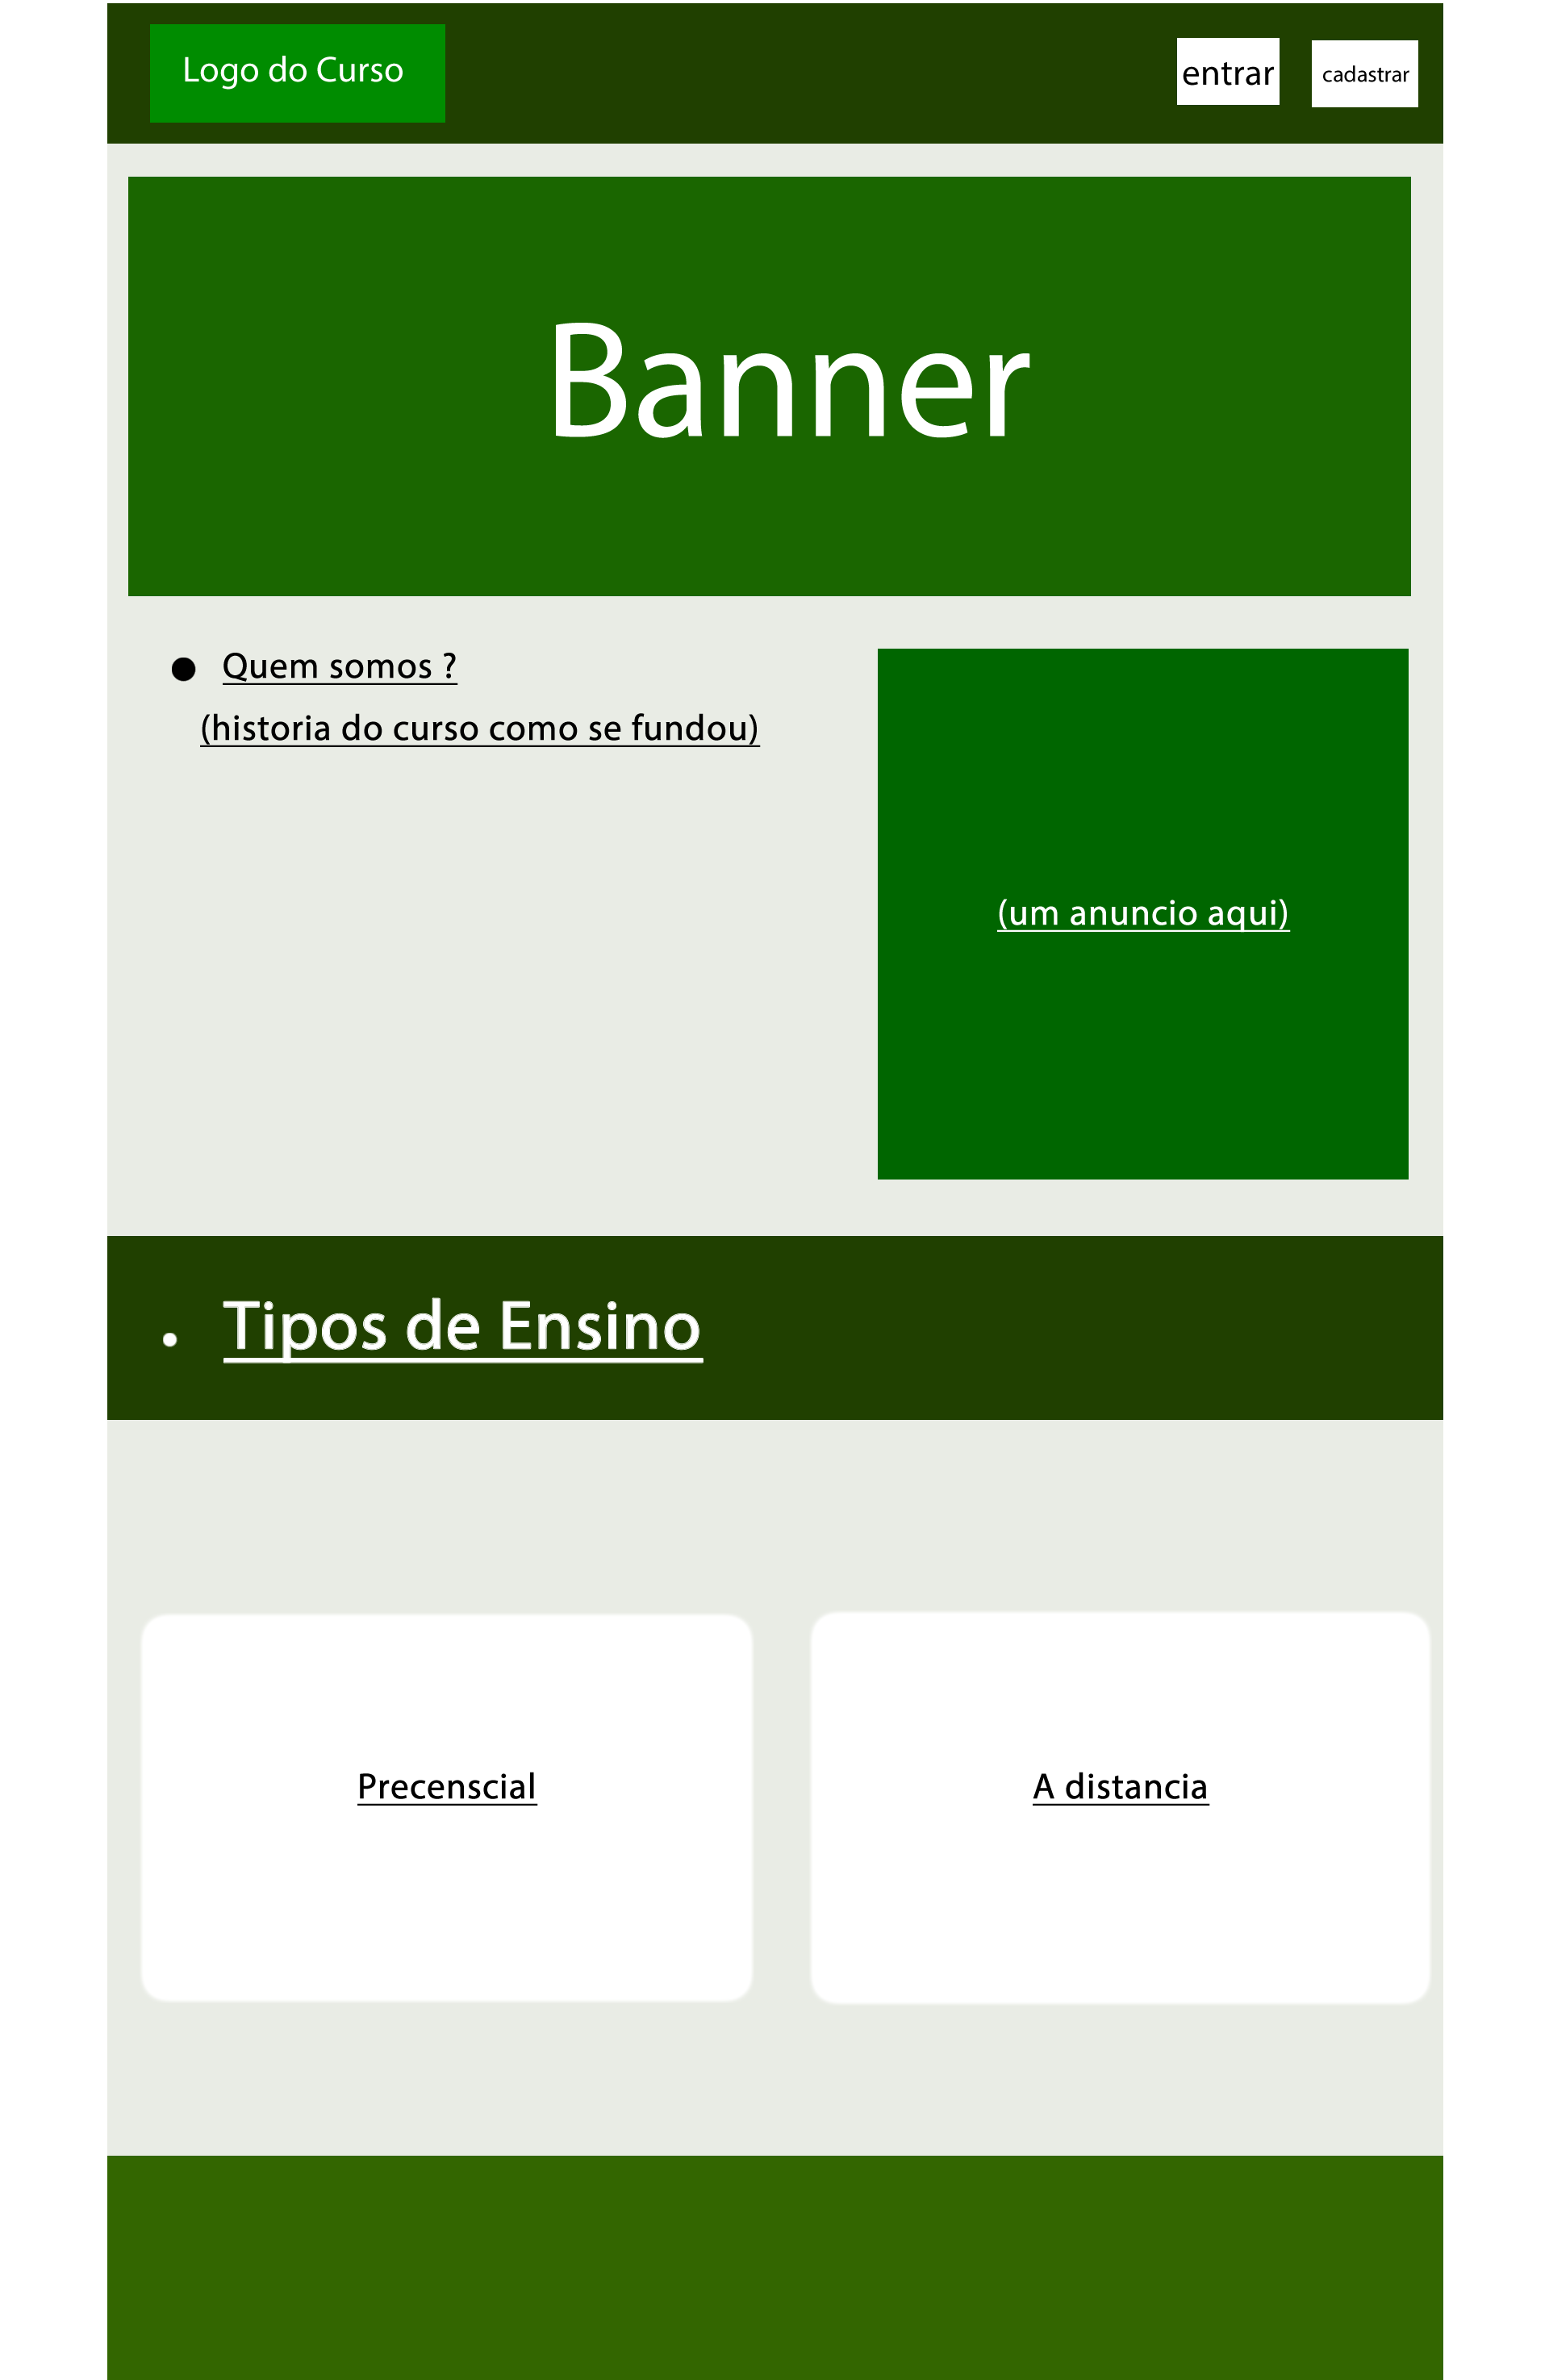 Logo do Curso
entrar
cadastrar
Banner
Quem somos ?
(historia do curso como se fundou)
(um anuncio aqui)
Tipos de Ensino
Precenscial
A distancia